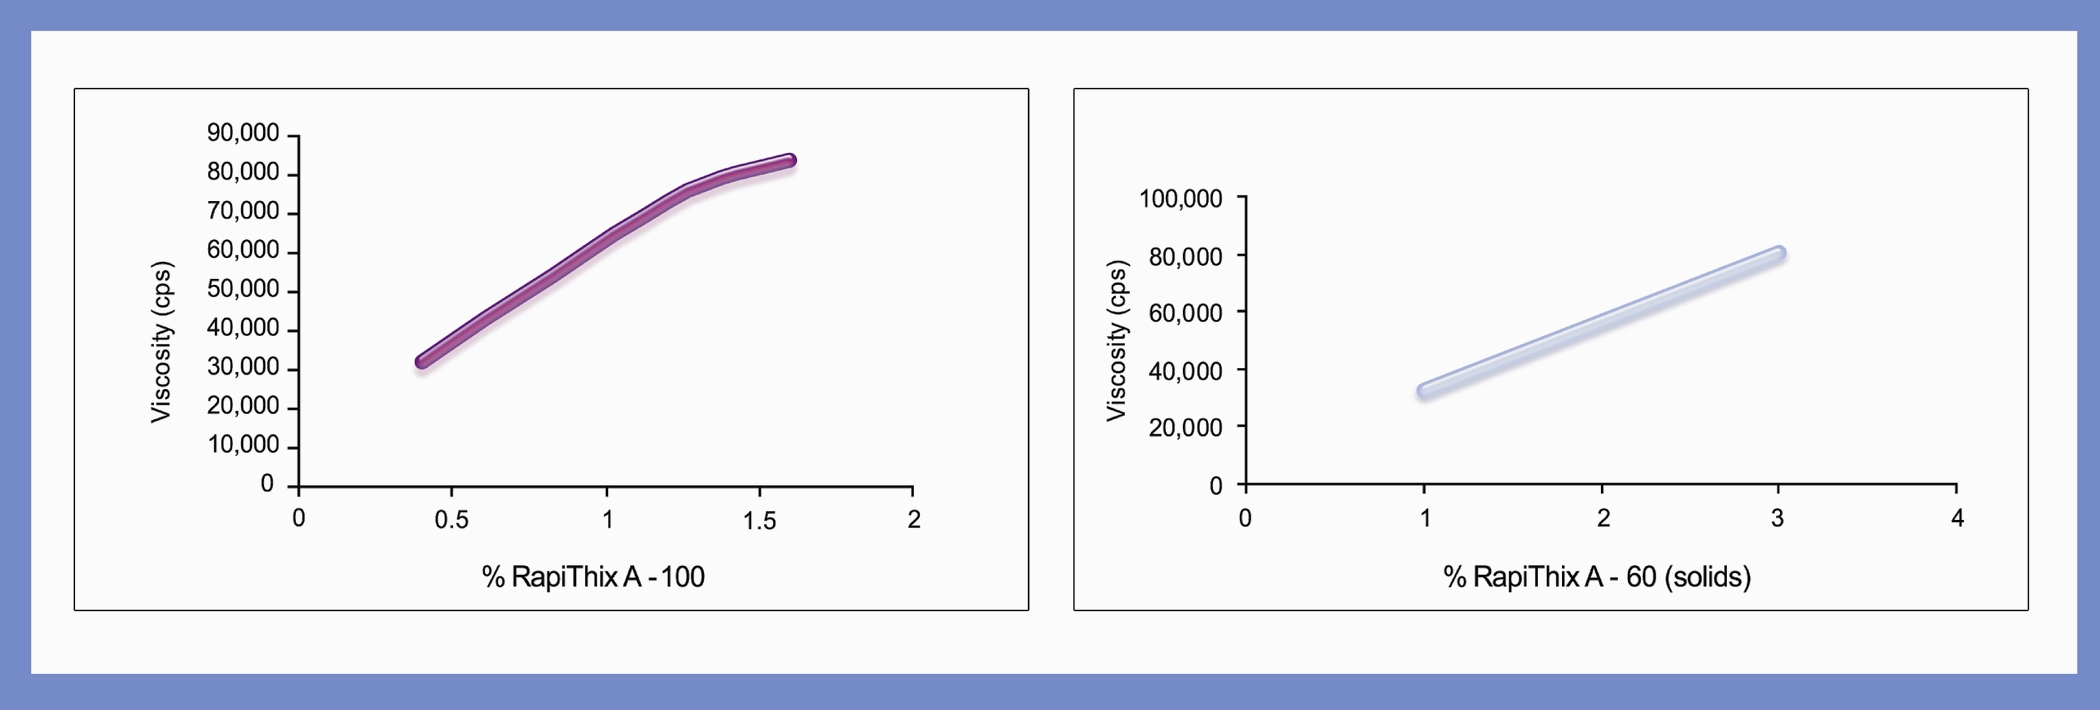 90,000
80,000
70,000
60,000
50,000
40,000
30,000
20,000
10,000
0
Viscosity (cps)
0 0.5 1 1.5 2
% RapiThix A - 100
100,000
80,000
60,000
40,000
20,000
0
Viscosity (cps)
0 1 2 3 4
% RapiThix A - 60 (solids)